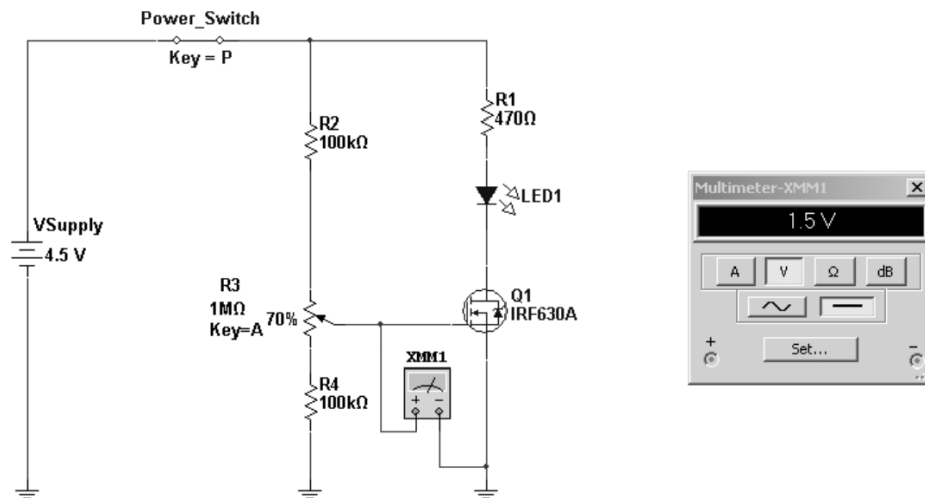 Power_Switch
Key = P
R1
470Ω
R2
100kΩ
LED1
VSupply
4.5 V
R3
1MΩ
Key=A
70%
Q1
IRF630A
XMM1
+ −
R4
100kΩ
Multimeter-XMM1
1.5 V
A V Ω dB
+ −
Set...